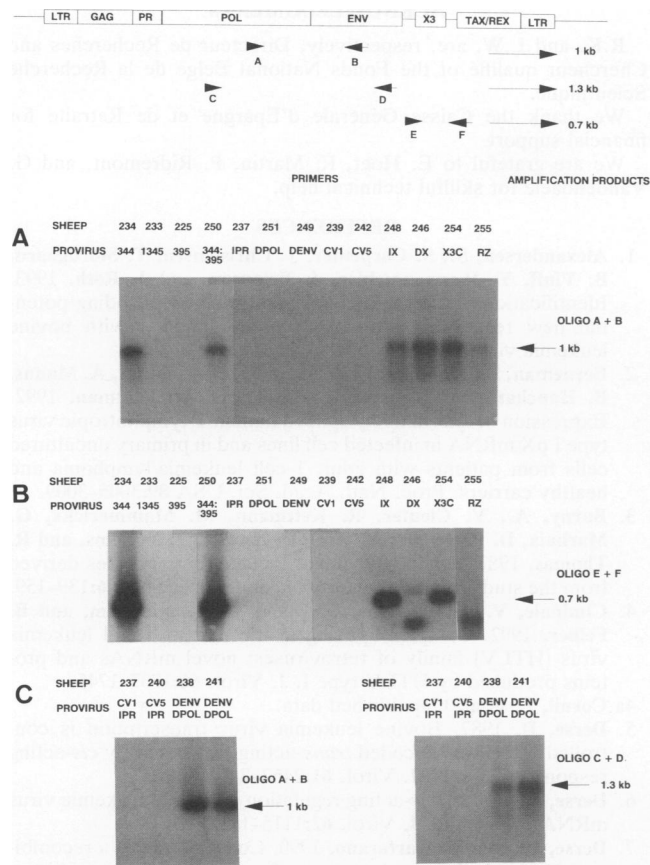 LTR GAG PR POL ENV X3 TAX/REX LTR
1 kb
A B
1.3 kb
C D
0.7 kb
E F
PRIMERS AMPLIFICATION PRODUCTS
A
SHEEP 234 233 225 250 237 251 249 239 242 248 246 254 255
PROVIRUS 344 1345 395 344: IPR DPOL DENV CV1 CV5 IX DX X3C RZ
395
OLIGO A + B
1 kb
B
SHEEP 234 233 225 250 237 251 249 239 242 248 246 254 255
PROVIRUS 344 1345 395 344: IPR DPOL DENV CV1 CV5 IX DX X3C RZ
395
OLIGO E + F
0.7 kb
C
SHEEP 237 240 238 241
PROVIRUS CV1 CV5 DENV DENV
IPR IPR DPOL DPOL
OLIGO A + B
1 kb
SHEEP 237 240 238 241
PROVIRUS CV1 CV5 DENV DENV
IPR IPR DPOL DPOL
OLIGO C + D
1.3 kb